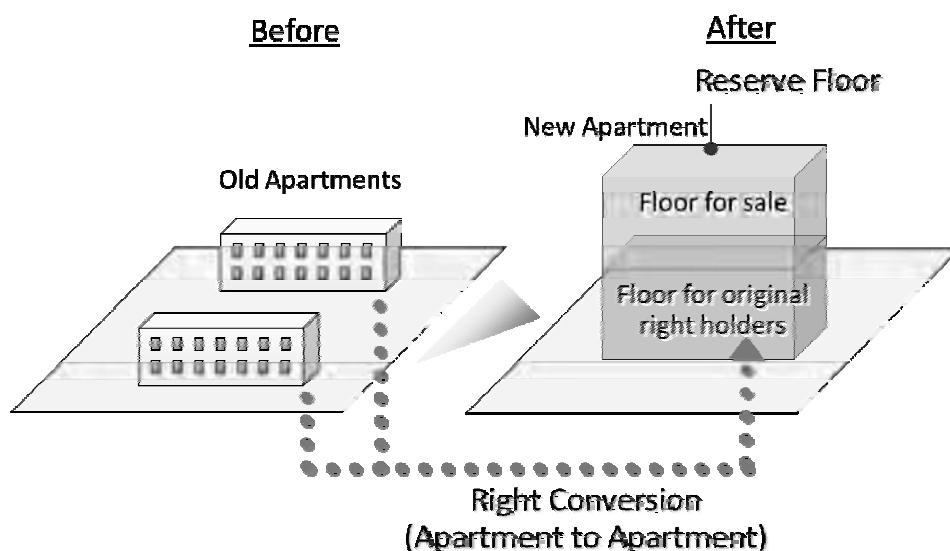 Before
After
Reserve Floor
New Apartment
Old Apartments
Floor for sale
Floor for original
right holders
Right Conversion
(Apartment to Apartment)